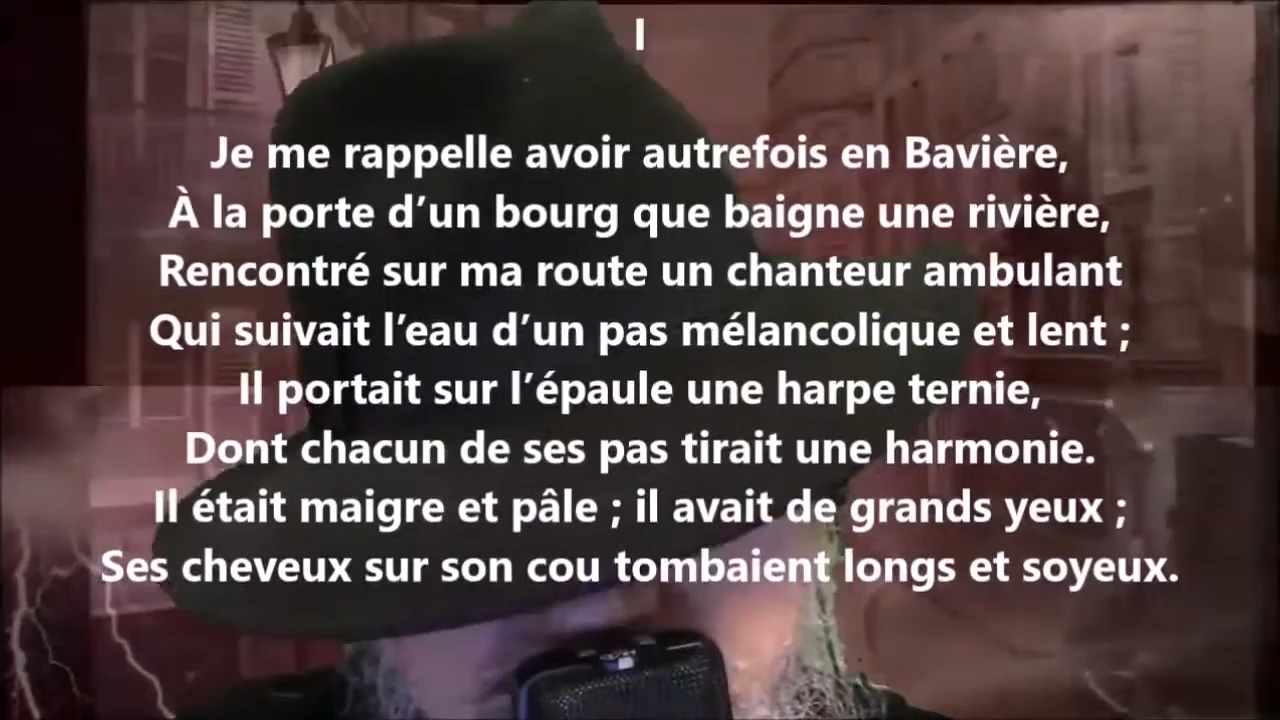 I
Je me rappelle avoir autrefois en Bavière,
À la porte d’un bourg que baigne une rivière,
Rencontré sur ma route un chanteur ambulant
Qui suivait l’eau d’un pas mélancolique et lent ;
Il portait sur l’épaule une harpe ternie,
Dont chacun de ses pas tirait une harmonie.
Il était maigre et pâle ; il avait de grands yeux ;
Ses cheveux sur son cou tombaient longs et soyeux.